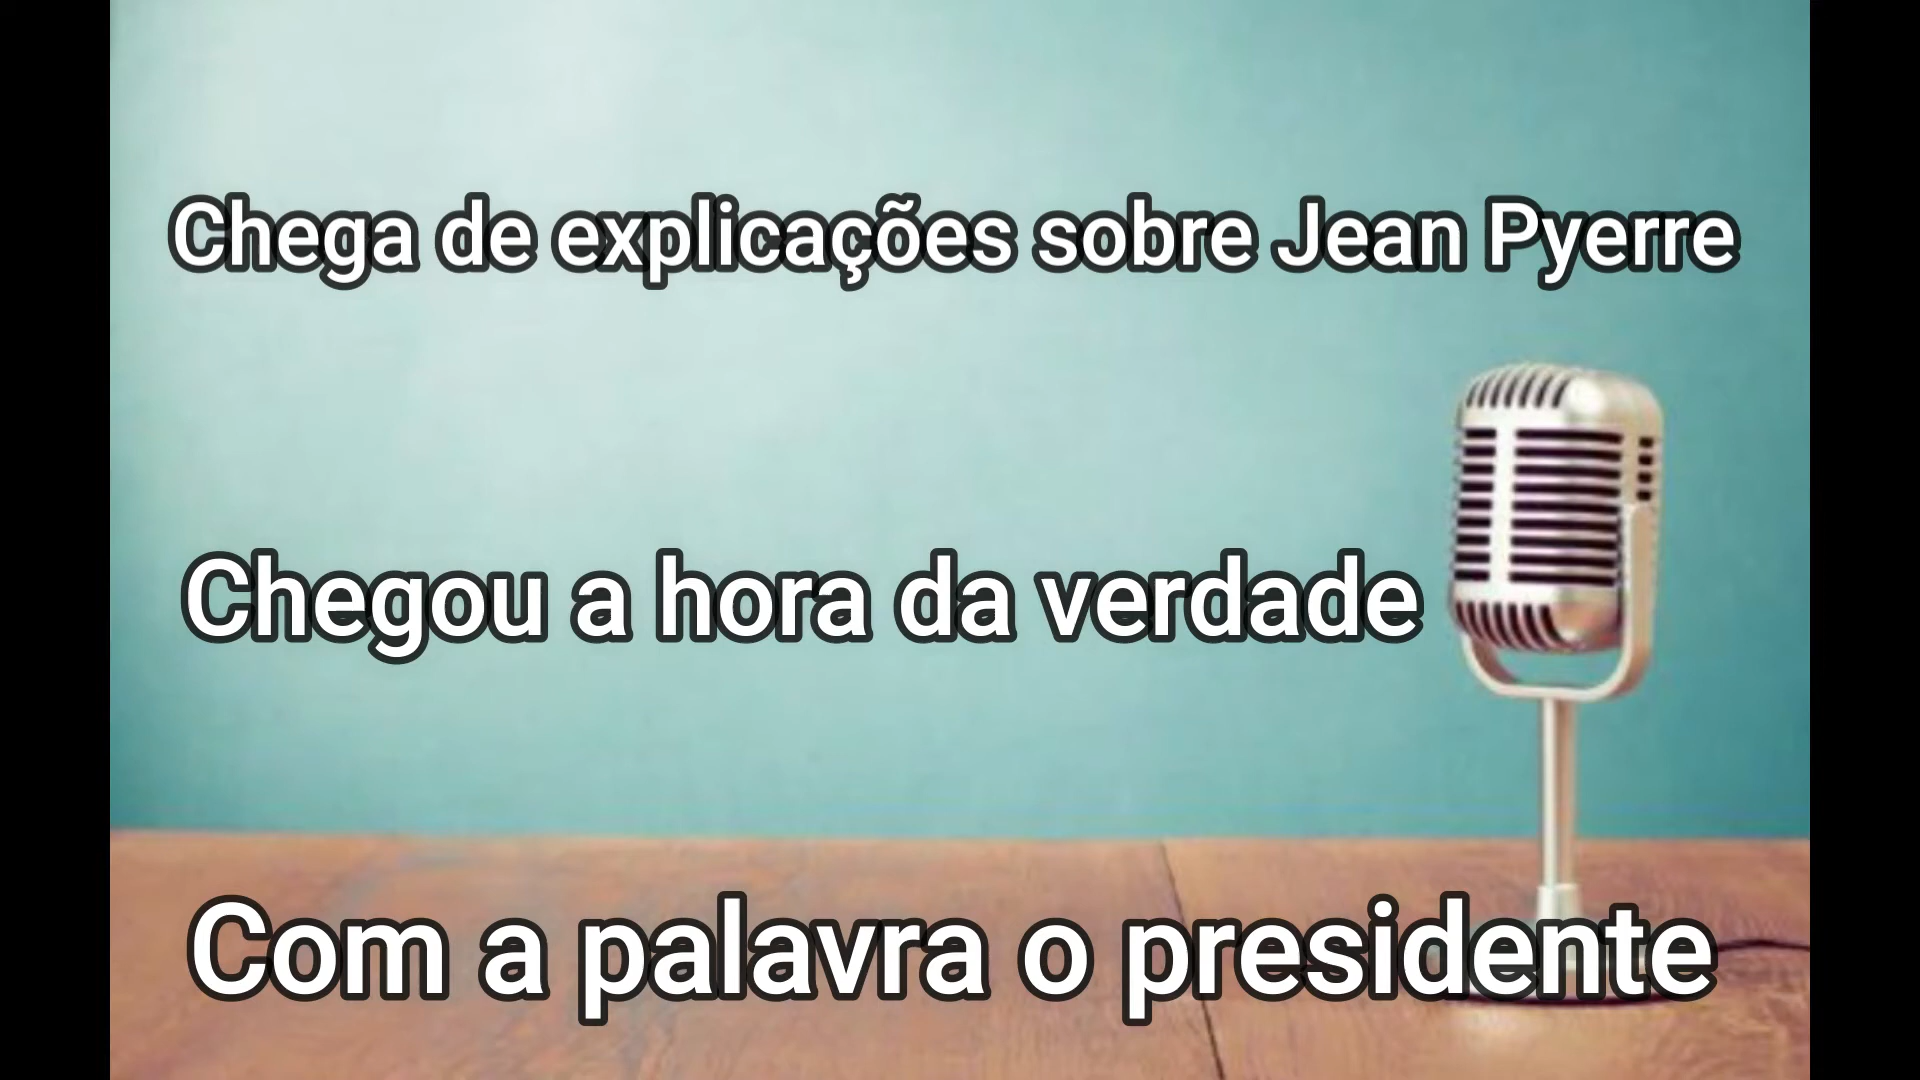 Chega de explicações sobre Jean Pyerre
Chegou a hora da verdade
Com a palavra o presidente